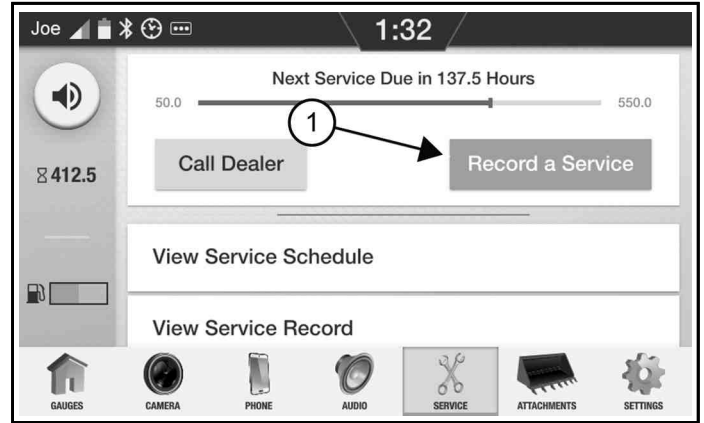 Joe 1:32
Next Service Due in 137.5 Hours
50.0 550.0
1
Call Dealer Record a Service
412.5
View Service Schedule
View Service Record
GAUGES CAMERA PHONE AUDIO SERVICE ATTACHMENTS SETTINGS